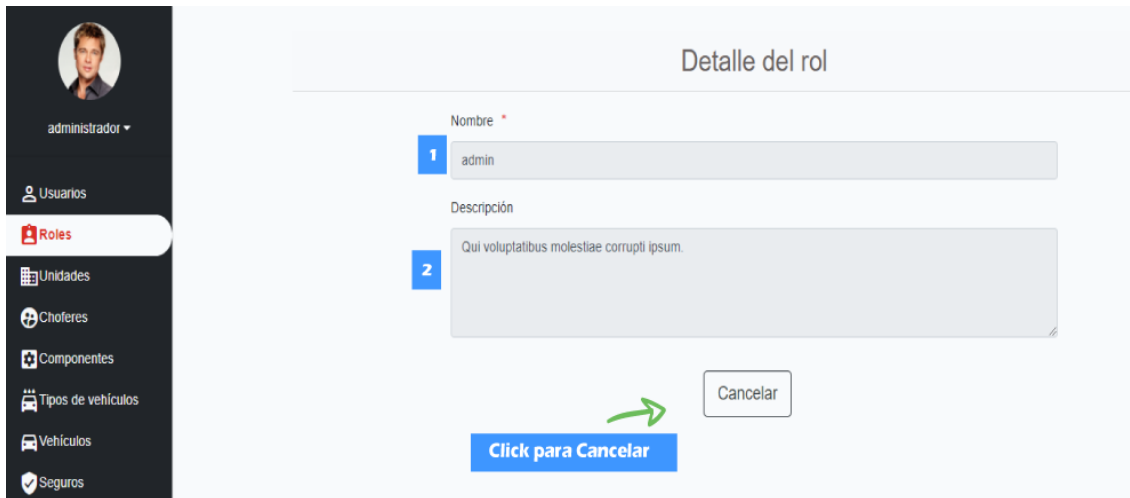 administrador
Usuarios
Roles
Unidades
Choferes
Componentes
Tipos de vehículos
Vehículos
Seguros
Detalle del rol
Nombre *
1
admin
Descripción
2
Qui voluptatibus molestiae corrupti ipsum.
Cancelar
Click para Cancelar